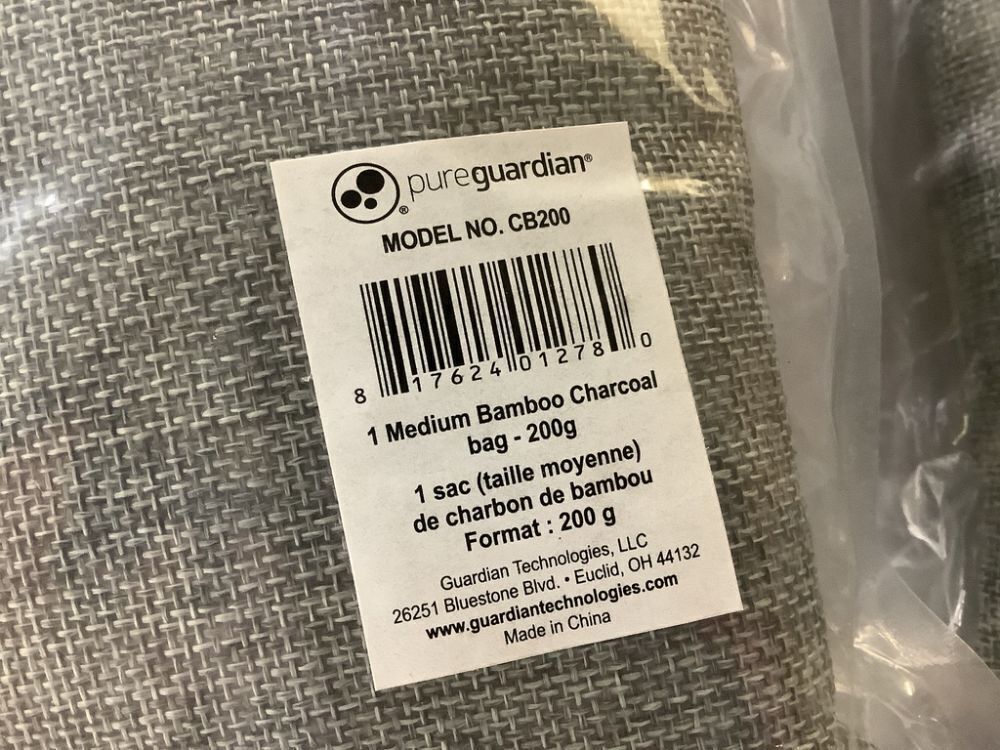 pureguardian®
®
MODEL NO. CB200
8 17624 01278 0
1 Medium Bamboo Charcoal
bag - 200g
1 sac (taille moyenne)
de charbon de bambou
Format : 200 g
Guardian Technologies, LLC
26251 Bluestone Blvd. • Euclid, OH 44132
www.guardiantechnologies.com
Made in China